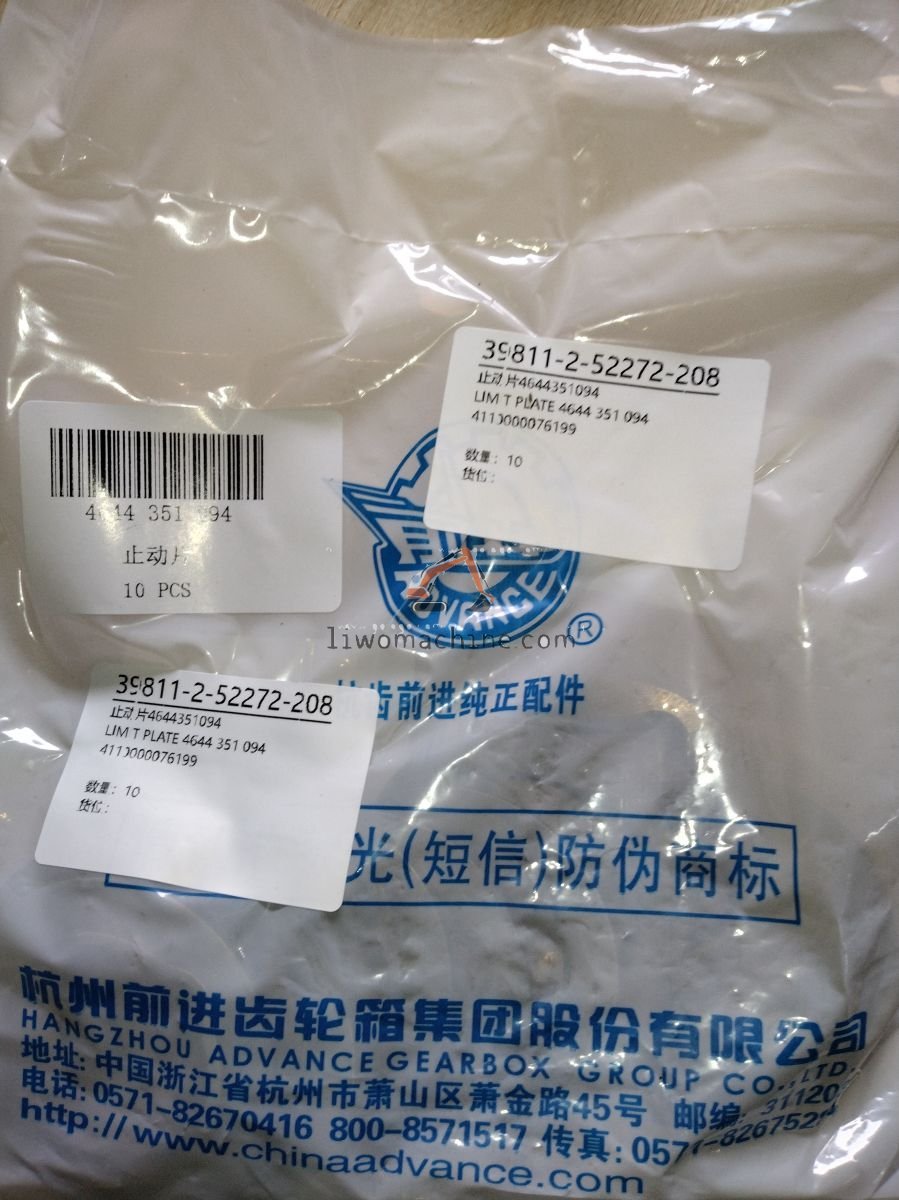 39811-2-52272-208
止动片4644351094
LIM T PLATE 4644 351 094
4110000076199
数量: 10
货位:
4644 351 094
止动片
10 PCS
ADVANCE
®
liwomachine.com
39811-2-52272-208
止动片4644351094
LIM T PLATE 4644 351 094
4110000076199
数量: 10
货位:
杭齿前进纯正配件
光(短信)防伪商标
杭州前进齿轮箱集团股份有限公司
HANGZHOU ADVANCE GEARBOX GROUP CO.,LTD.
地址: 中国浙江省杭州市萧山区萧金路45号 邮编:
电话: 0571-82670416 800-8571517 传真:
http://www.chinaadvance.com